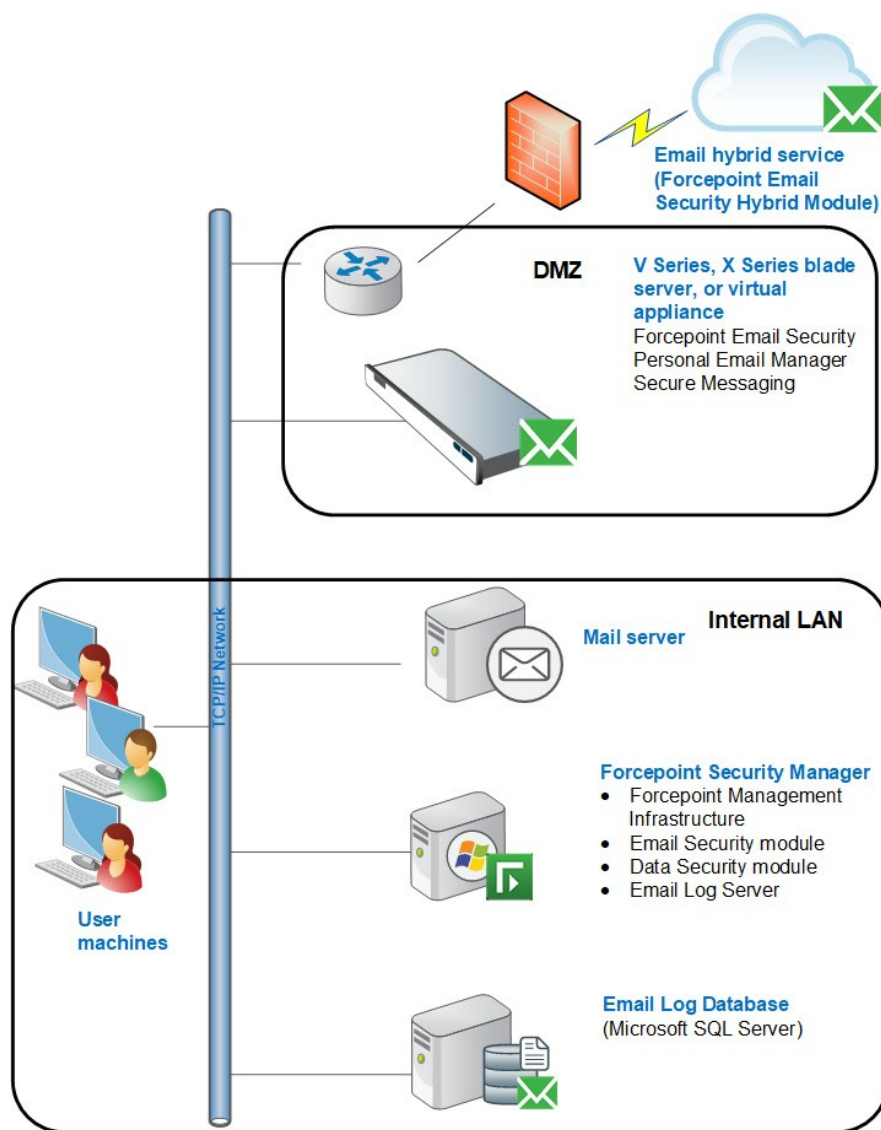 Email hybrid service
(Forcepoint Email
Security Hybrid Module)
DMZ
V Series, X Series blade
server, or virtual
appliance
Forcepoint Email Security
Personal Email Manager
Secure Messaging
TCP/IP Network
Internal LAN
Mail server
Forcepoint Security Manager
• Forcepoint Management
Infrastructure
• Email Security module
• Data Security module
• Email Log Server
User
machines
Email Log Database
(Microsoft SQL Server)